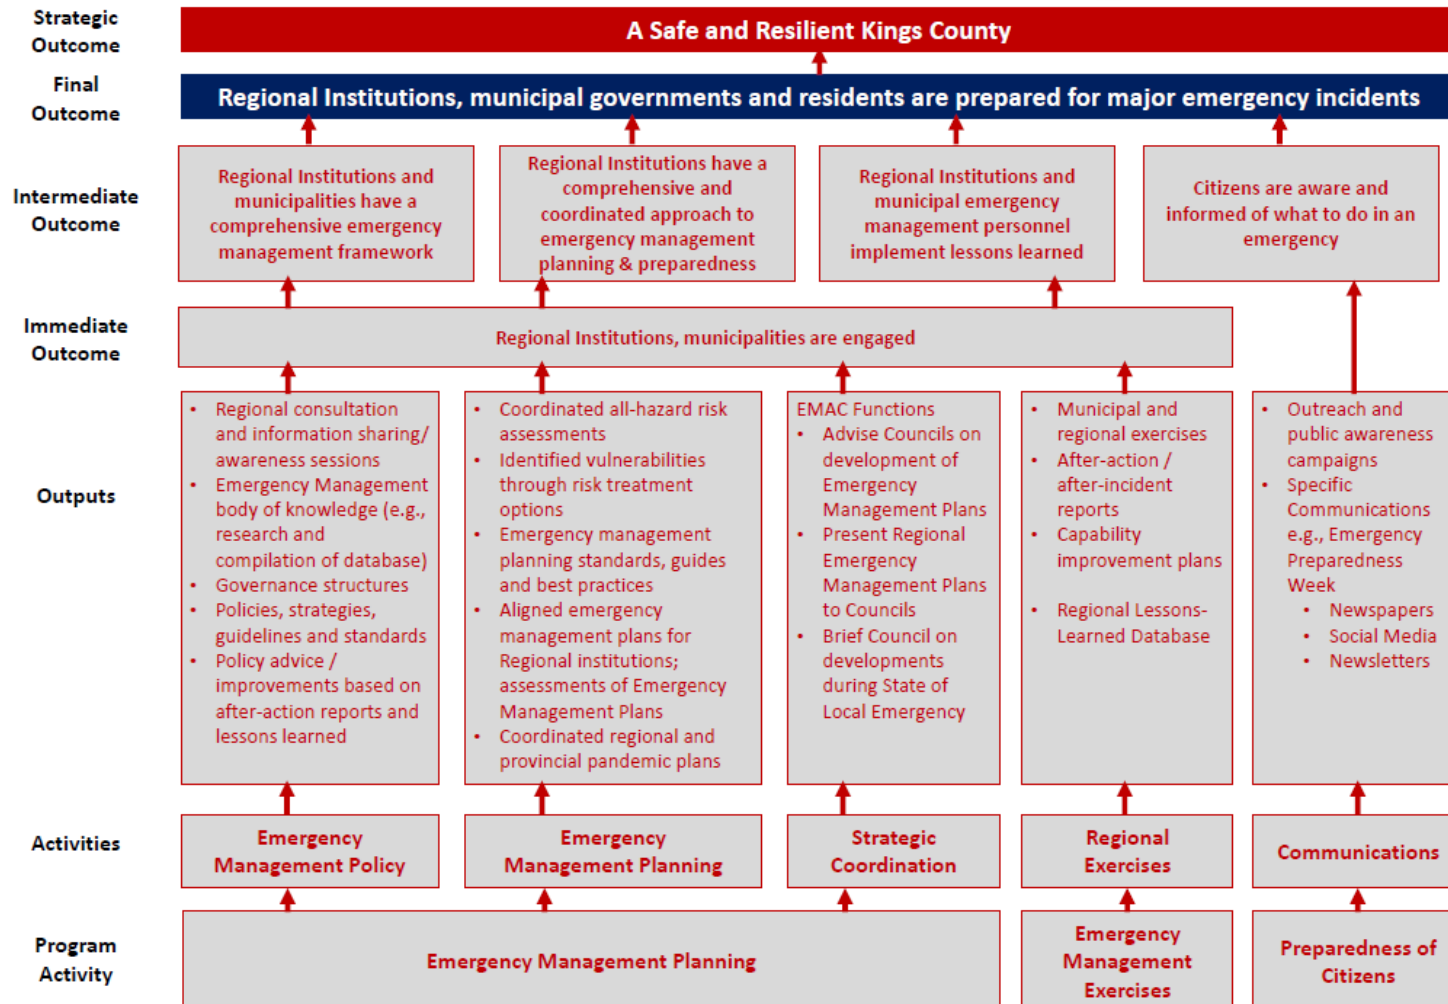 Strategic
Outcome
A Safe and Resilient Kings County
Final
Outcome
Regional Institutions, municipal governments and residents are prepared for major emergency incidents
Intermediate
Outcome
Regional Institutions and
municipalities have a
comprehensive emergency
management framework
Regional Institutions have a
comprehensive and
coordinated approach to
emergency management
planning & preparedness
Regional Institutions and
municipal emergency
management personnel
implement lessons learned
Citizens are aware and
informed of what to do in an
emergency
Immediate
Outcome
Regional Institutions, municipalities are engaged
Outputs
• Regional consultation
and information sharing/
awareness sessions
• Emergency Management
body of knowledge (e.g.,
research and
compilation of database)
• Governance structures
• Policies, strategies,
guidelines and standards
• Policy advice /
improvements based on
after-action reports and
lessons learned
• Coordinated all-hazard risk
assessments
• Identified vulnerabilities
through risk treatment
options
• Emergency management
planning standards, guides
and best practices
• Aligned emergency
management plans for
Regional institutions;
assessments of Emergency
Management Plans
• Coordinated regional and
provincial pandemic plans
EMAC Functions
• Advise Councils on
development of
Emergency
Management Plans
• Present Regional
Emergency
Management Plans
to Councils
• Brief Council on
developments
during State of
Local Emergency
• Municipal and
regional exercises
• After-action /
after-incident
reports
• Capability
improvement plans
• Regional Lessons-
Learned Database
• Outreach and
public awareness
campaigns
• Specific
Communications
e.g., Emergency
Preparedness
Week
• Newspapers
• Social Media
• Newsletters
Activities
Emergency
Management Policy
Emergency
Management Planning
Strategic
Coordination
Regional
Exercises
Communications
Program
Activity
Emergency Management Planning
Emergency
Management
Exercises
Preparedness of
Citizens